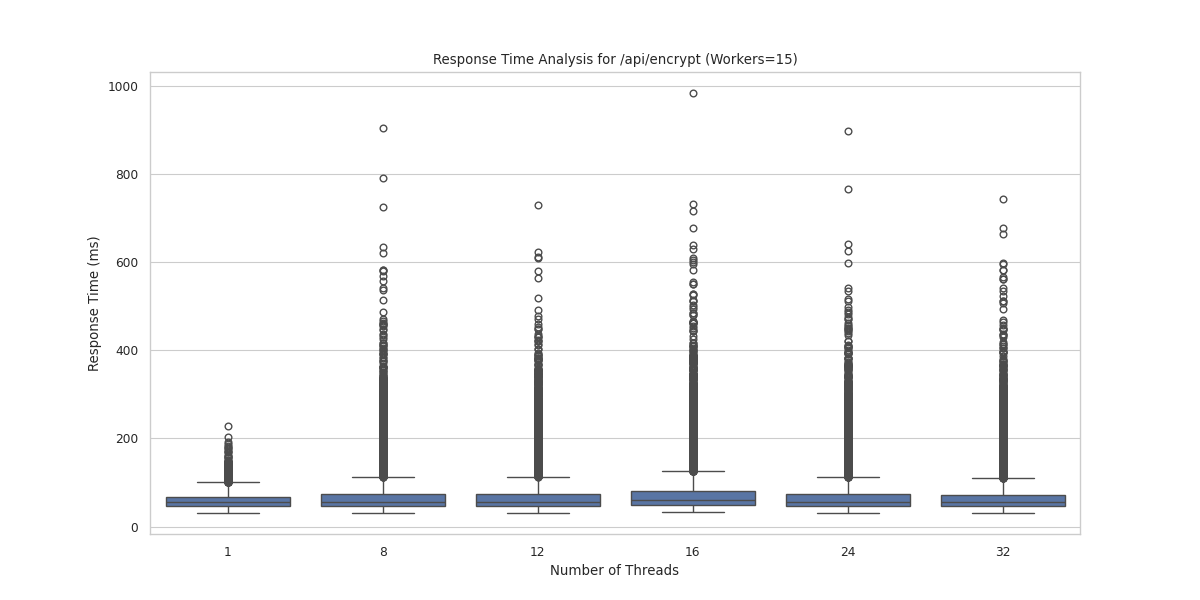 Response Time Analysis for /api/encrypt (Workers=15)
1000
800
600
400
200
0
Response Time (ms)
1 8 12 16 24 32
Number of Threads